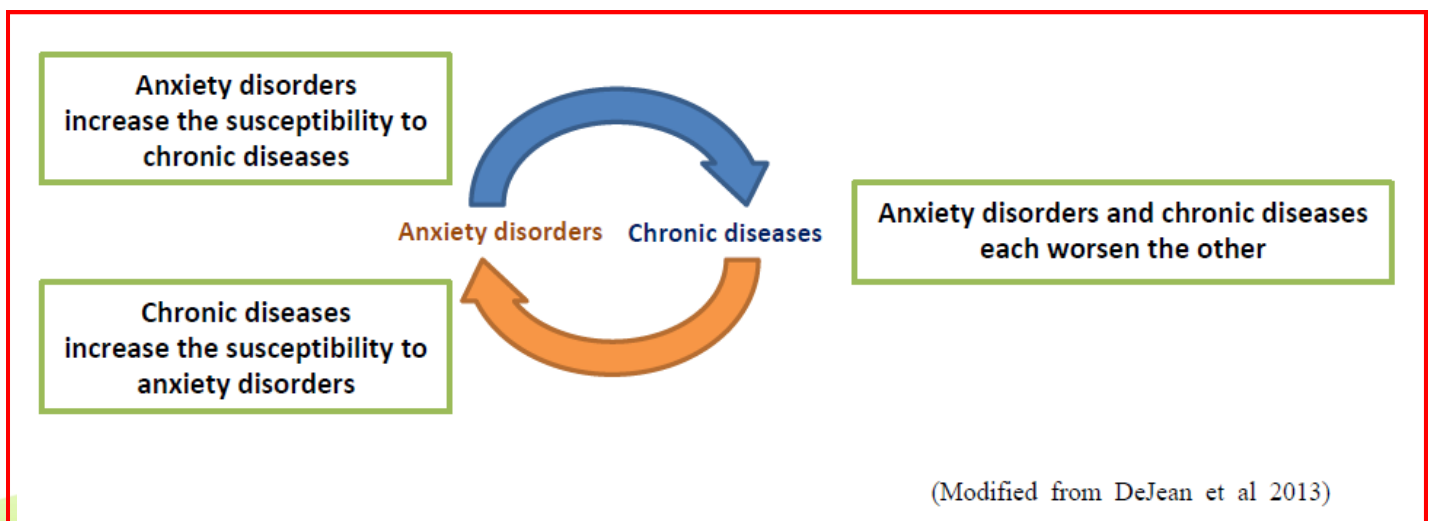 Anxiety disorders
increase the susceptibility to
chronic diseases
Anxiety disorders
Chronic diseases
Anxiety disorders and chronic diseases
each worsen the other
Chronic diseases
increase the susceptibility to
anxiety disorders
(Modified from DeJean et al 2013)